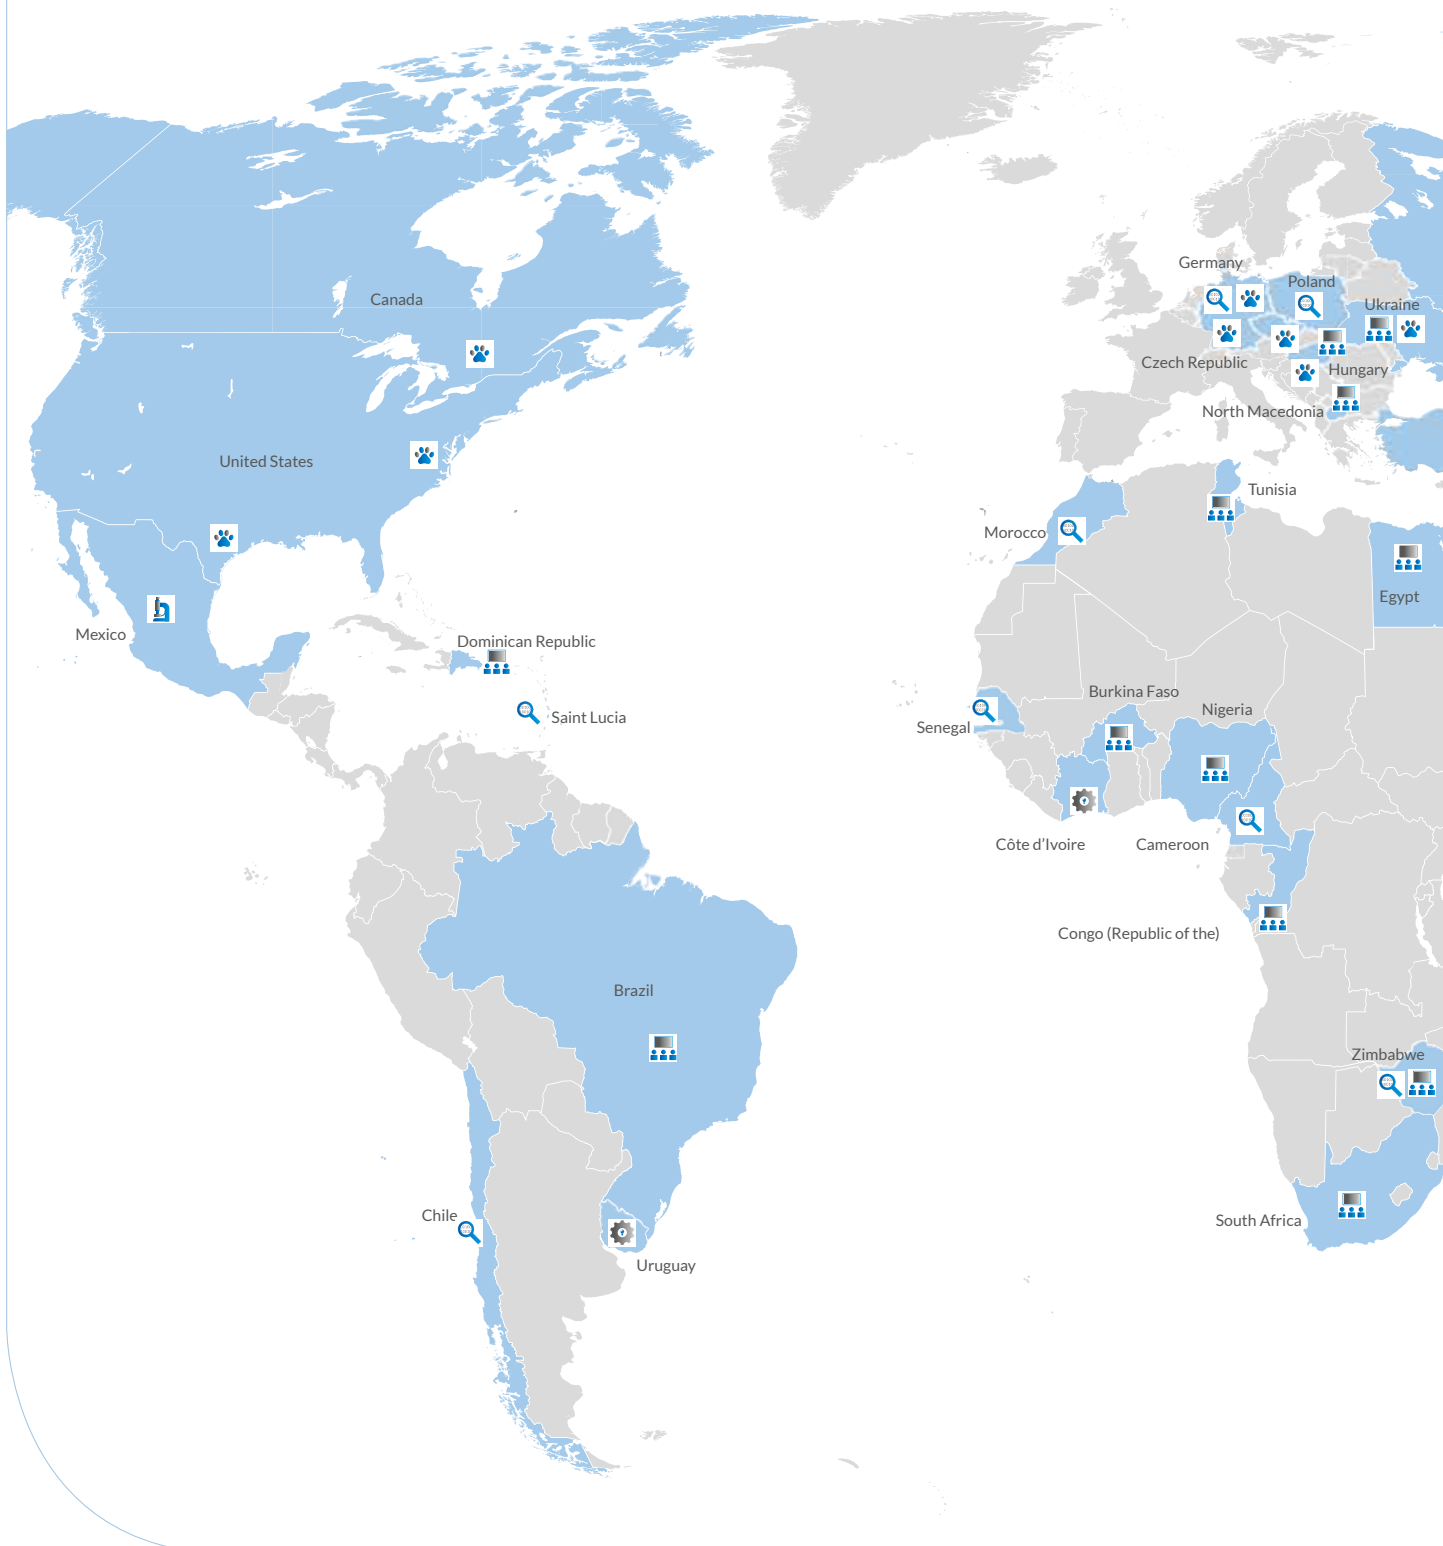 Germany
Poland
Canada
Ukraine
Czech Republic
Hungary
North Macedonia
United States
Tunisia
Morocco
Egypt
Mexico
Dominican Republic
Burkina Faso
Nigeria
Saint Lucia
Senegal
Côte d’Ivoire
Cameroon
Congo (Republic of the)
Brazil
Zimbabwe
Chile
South Africa
Uruguay